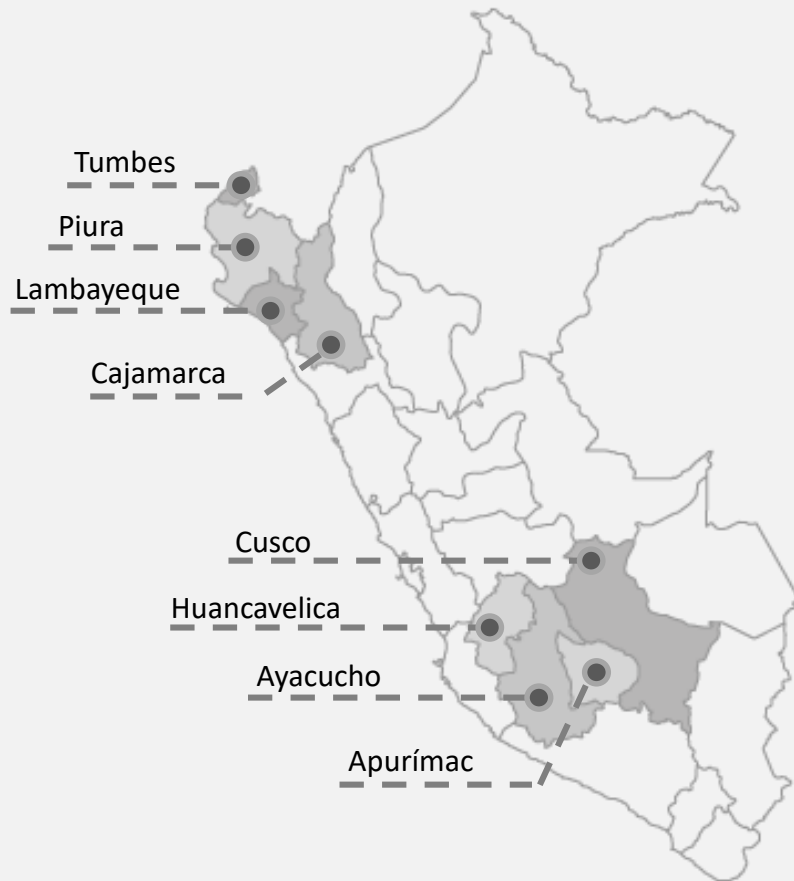 Tumbes
Piura
Lambayeque
Cajamarca
Cusco
Huancavelica
Ayacucho
Apurímac